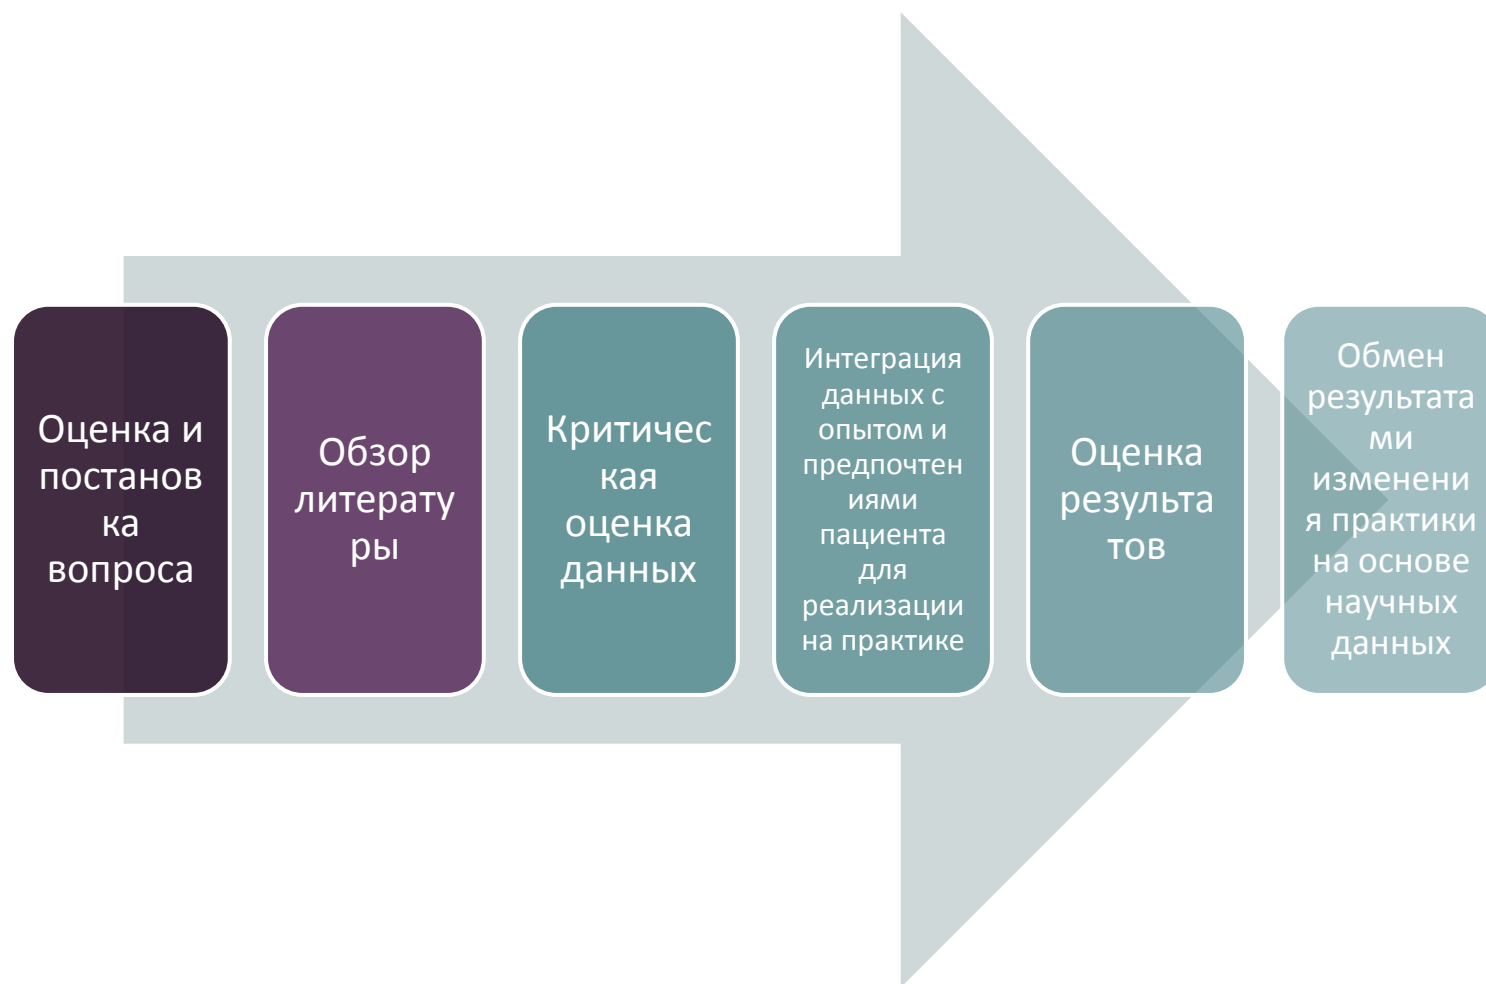 Оценка и
постанов
ка
вопроса
Обзор
литерату
ры
Критичес
кая
оценка
данных
Интеграция
данных с
опытом и
предпочтен
иями
пациента
для
реализации
на практике
Оценка
результа
тов
Обмен
результата
ми
изменени
я практики
на основе
научных
данных